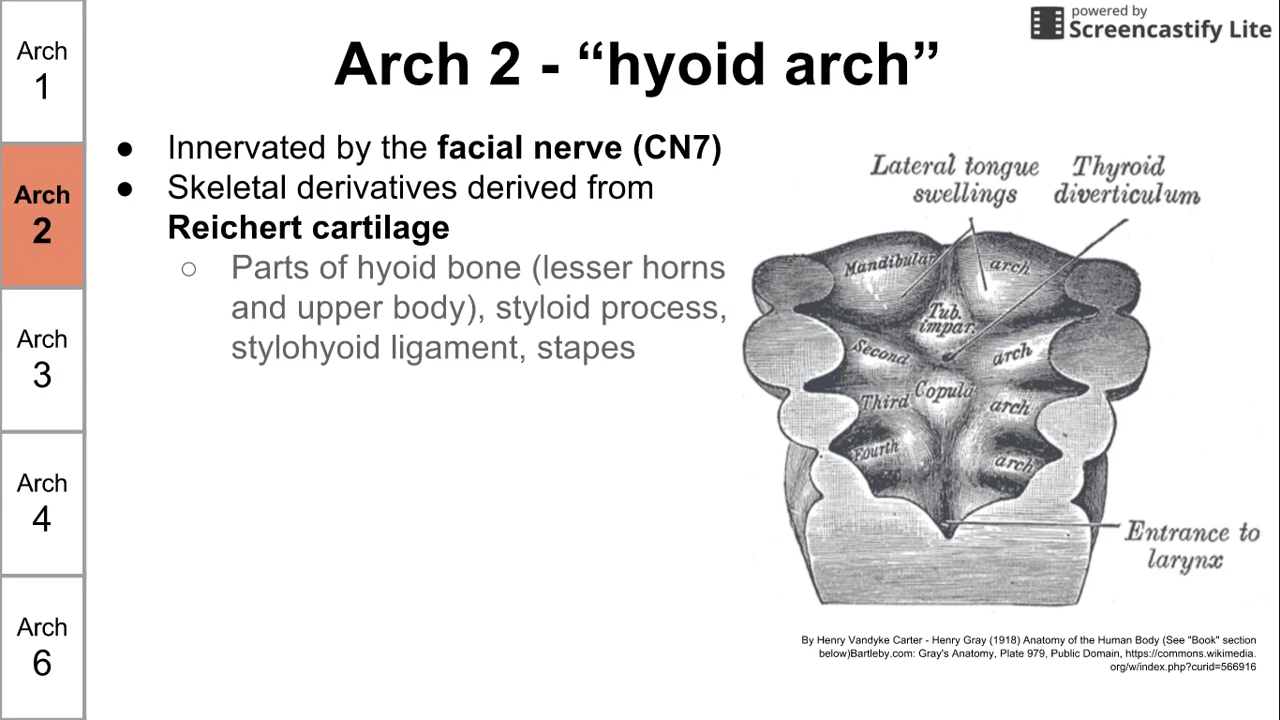 powered by
Screencastify Lite
Arch
1
Arch
2
Arch
3
Arch
4
Arch
6
Arch 2 - “hyoid arch”
● Innervated by the facial nerve (CN7)
● Skeletal derivatives derived from
Reichert cartilage
○ Parts of hyoid bone (lesser horns
and upper body), styloid process,
stylohyoid ligament, stapes
Lateral tongue
swellings
Thyroid
diverticulum
Mandibular arch
Tub.
impar.
Second arch
Copula
Third arch
Fourth arch
Entrance to
larynx
By Henry Vandyke Carter - Henry Gray (1918) Anatomy of the Human Body (See "Book" section
below)Bartleby.com: Gray's Anatomy, Plate 979, Public Domain, https://commons.wikimedia.
org/w/index.php?curid=566916